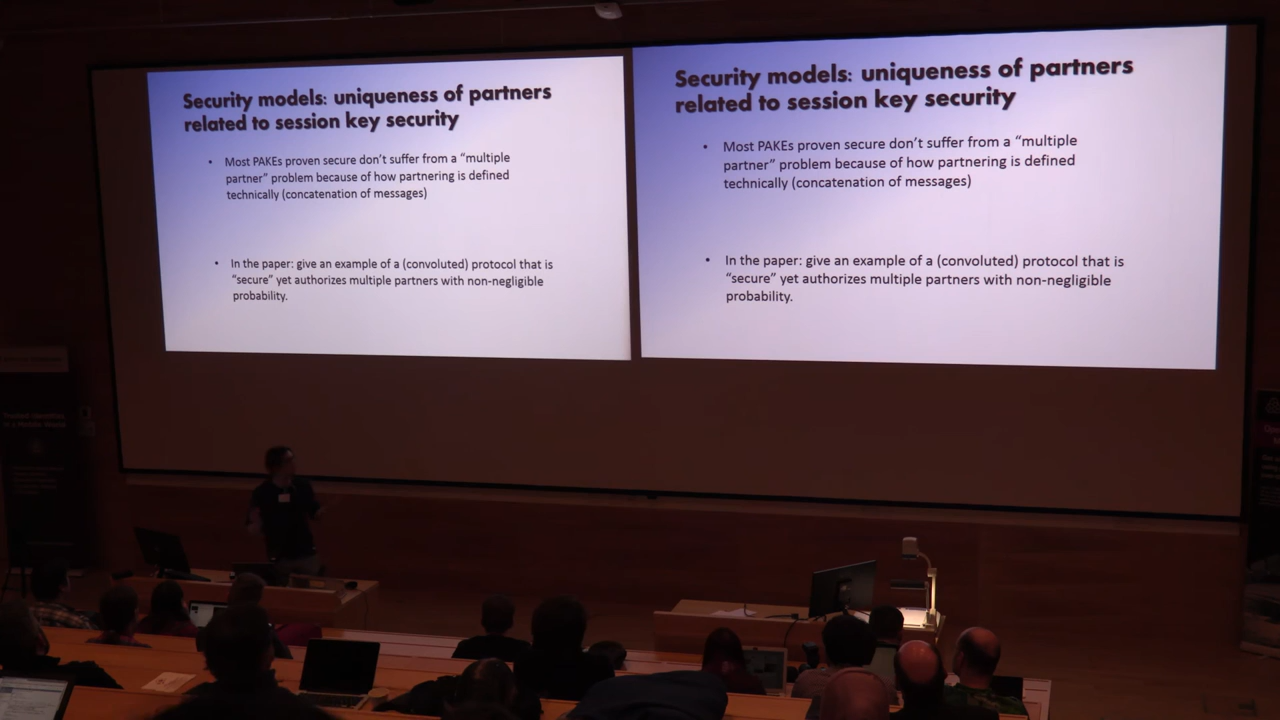 Security models: uniqueness of partners
related to session key security
• Most PAKEs proven secure don't suffer from a "multiple
partner" problem because of how partnering is defined
technically (concatenation of messages)
• In the paper: give an example of a (convoluted) protocol that is
"secure" yet authorizes multiple partners with non-negligible
probability.
Security models: uniqueness of partners
related to session key security
• Most PAKEs proven secure don't suffer from a "multiple
partner" problem because of how partnering is defined
technically (concatenation of messages)
• In the paper: give an example of a (convoluted) protocol that is
"secure" yet authorizes multiple partners with non-negligible
probability.